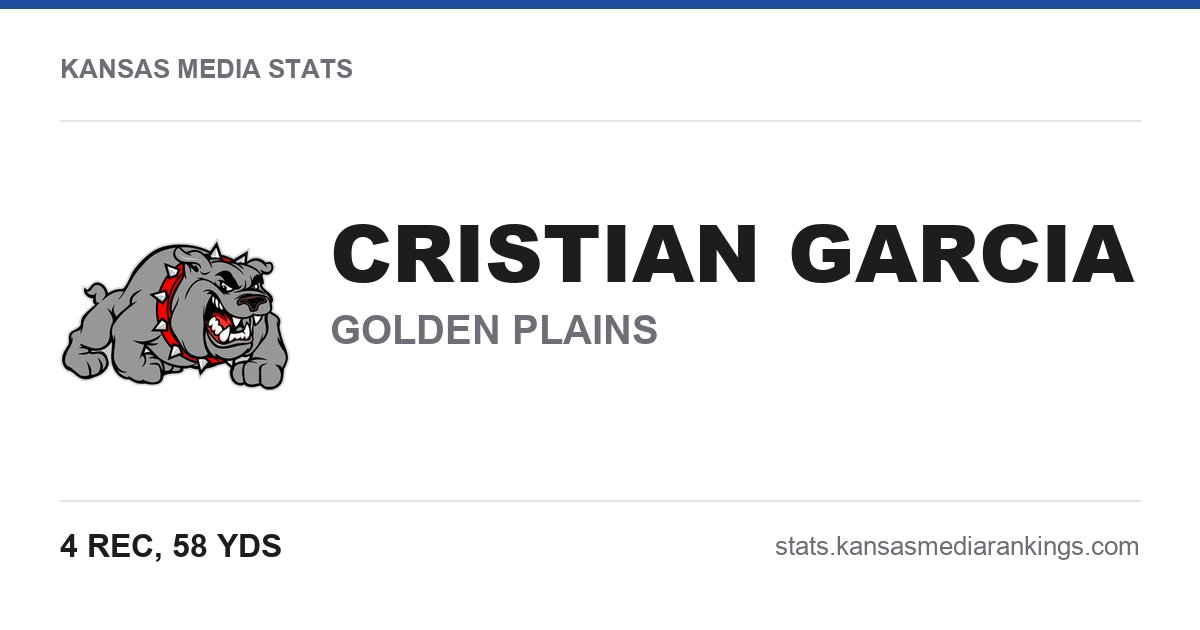 KANSAS MEDIA STATS
CRISTIAN GARCIA
GOLDEN PLAINS
4 REC, 58 YDS
stats.kansasmediarankings.com